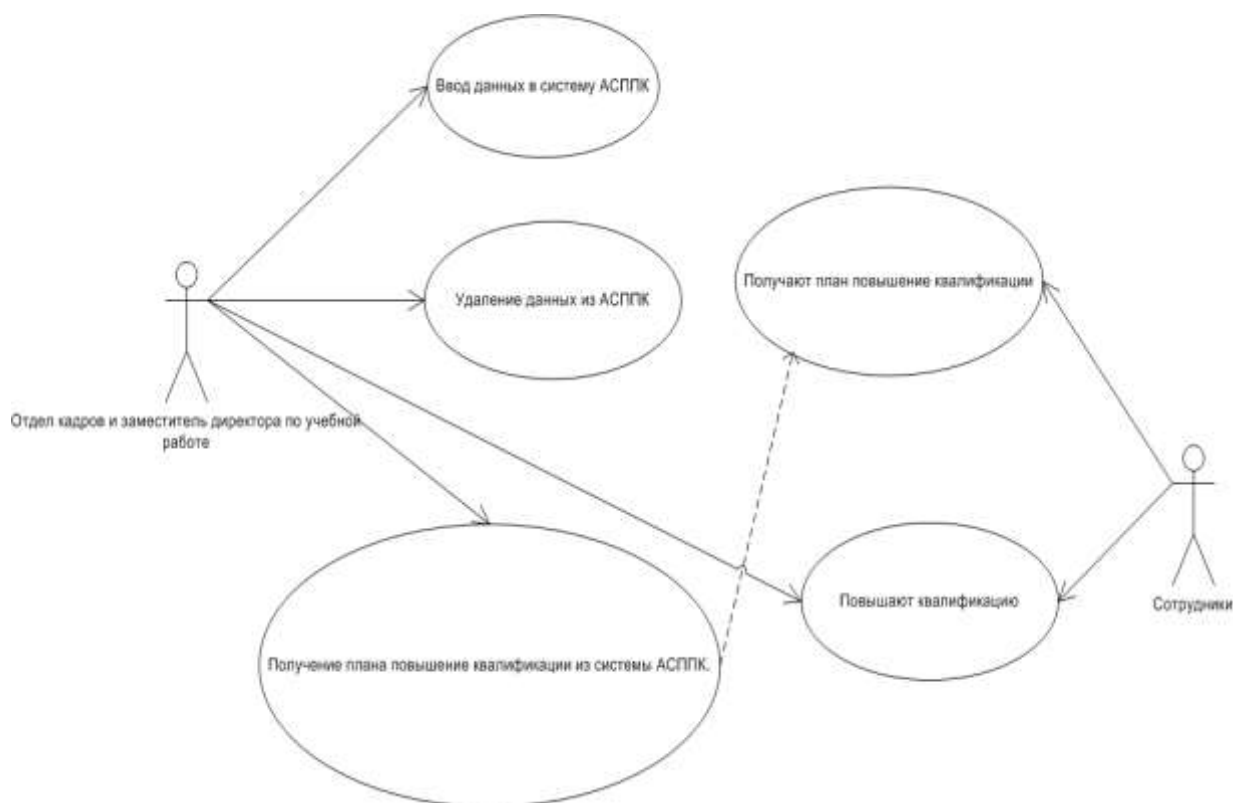 Ввод данных в систему АСППК
Удаление данных из АСППК
Получают план повышение квалификации
Отдел кадров и заместитель директора по учебной
работе
Повышают квалификацию
Сотрудники
Получение плана повышение квалификации из системы АСППК.